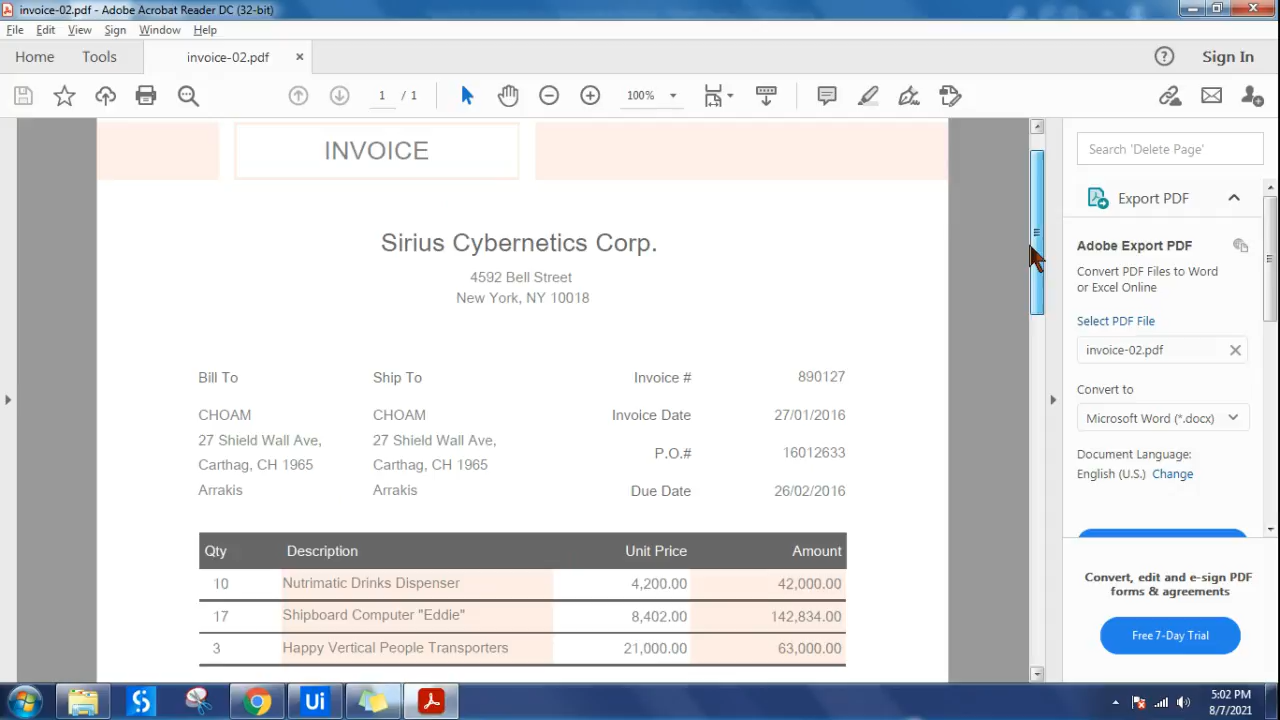 invoice-02.pdf - Adobe Acrobat Reader DC (32-bit)
File Edit View Sign Window Help
Home Tools invoice-02.pdf × Sign In
1 / 1 100%
INVOICE
Sirius Cybernetics Corp.
4592 Bell Street
New York, NY 10018
Bill To Ship To Invoice # 890127
CHOAM CHOAM Invoice Date 27/01/2016
27 Shield Wall Ave, 27 Shield Wall Ave,
P.O.# 16012633
Carthag, CH 1965 Carthag, CH 1965
Arrakis Arrakis Due Date 26/02/2016
Qty Description Unit Price Amount
10 Nutrimatic Drinks Dispenser 4,200.00 42,000.00
17 Shipboard Computer "Eddie" 8,402.00 142,834.00
3 Happy Vertical People Transporters 21,000.00 63,000.00
Search 'Delete Page'
Export PDF
Adobe Export PDF
Convert PDF Files to Word
or Excel Online
Select PDF File
invoice-02.pdf
Convert to
Microsoft Word (*.docx)
Document Language:
English (U.S.) Change
Convert, edit and e-sign PDF
forms & agreements
Free 7-Day Trial
Ui
5:02 PM
8/7/2021